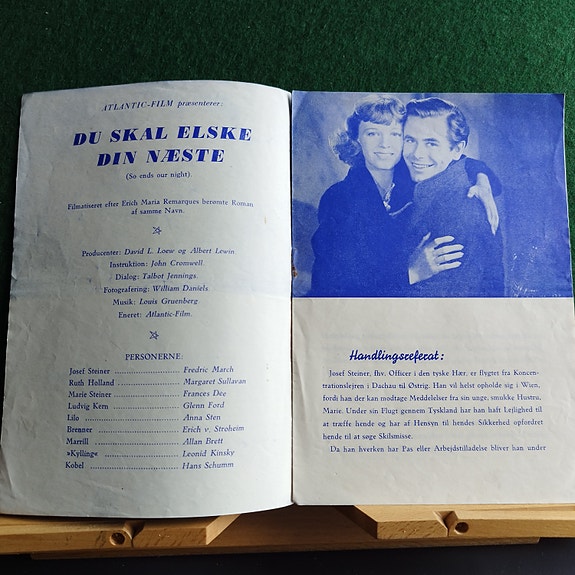 ATLANTIC-FILM præsenterer:
DU SKAL ELSKE
DIN NÆSTE
(So ends our night).
Filmatiseret efter Erich Maria Remarques berømte Roman
af samme Navn.
Producenter: David L. Loew og Albert Lewin.
Instruktion: John Cromwell.
Dialog: Talbot Jennings.
Fotografering: William Daniels.
Musik: Louis Gruenberg.
Eneret: Atlantic-Film.
PERSONERNE:
Josef Steiner ........ Fredric March
Ruth Holland ........ Margaret Sullavan
Marie Steiner ........ Frances Dee
Ludvig Kern ........ Glenn Ford
Lilo ........ Anna Sten
Brenner ........ Erich v. Stroheim
Marrill ........ Allan Brett
»Kylling« ........ Leonid Kinsky
Kobel ........ Hans Schumm
Handlingsreferat:
Josef Steiner, fhv. Officer i den tyske Hær, er flygtet fra Koncen-
trationslejren i Dachau til Østrig. Han vil helst opholde sig i Wien,
fordi han der kan modtage Meddelelser fra sin unge, smukke Hustru,
Marie. Under sin Flugt gennem Tyskland har han haft Lejlighed til
at træffe hende og har af Hensyn til hendes Sikkerhed opfordret
hende til at søge Skilsmisse.
Da han hverken har Pas eller Arbejdstilladelse bliver han under